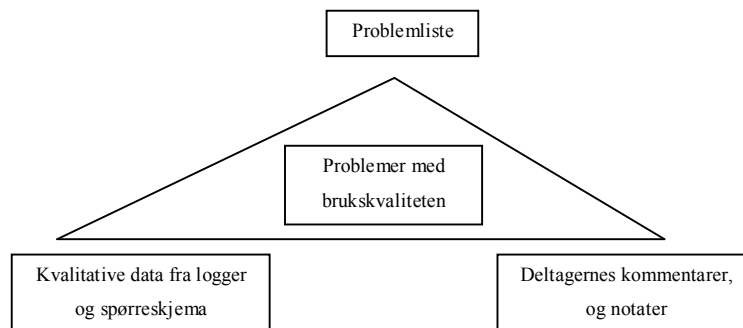 Problemliste
Problemer med
brukskvaliteten
Kvalitative data fra logger
og spørreskjema
Deltagernes kommentarer,
og notater